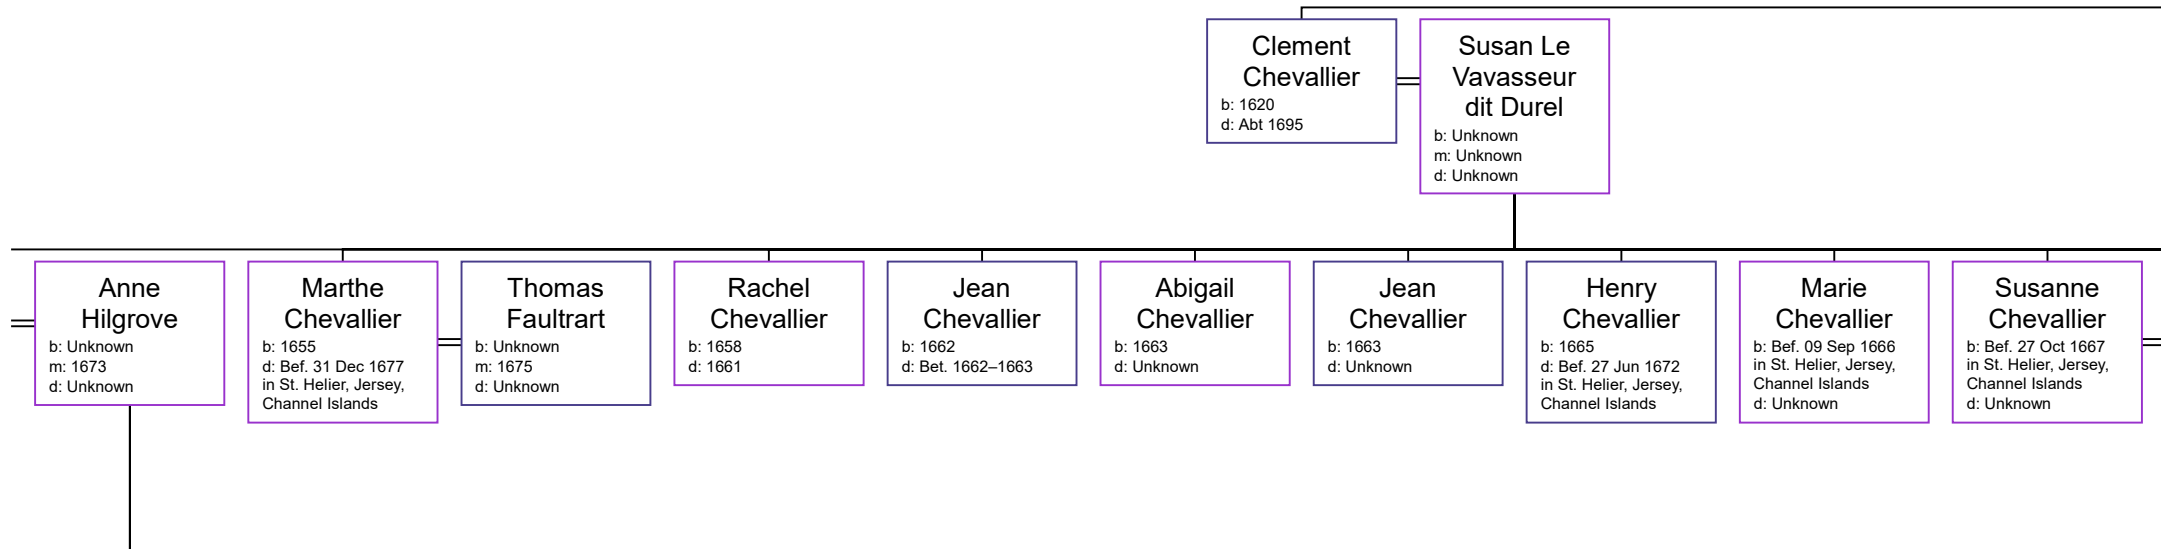 Clement
Chevallier
b: 1620
d: Abt 1695
Susan Le
Vavasseur
dit Durel
b: Unknown
m: Unknown
d: Unknown
Anne
Hilgrove
b: Unknown
m: 1673
d: Unknown
Marthe
Chevallier
b: 1655
d: Bef. 31 Dec 1677
in St. Helier, Jersey,
Channel Islands
Thomas
Faultrart
b: Unknown
m: 1675
d: Unknown
Rachel
Chevallier
b: 1658
d: 1661
Jean
Chevallier
b: 1662
d: Bet. 1662–1663
Abigail
Chevallier
b: 1663
d: Unknown
Jean
Chevallier
b: 1663
d: Unknown
Henry
Chevallier
b: 1665
d: Bef. 27 Jun 1672
in St. Helier, Jersey,
Channel Islands
Marie
Chevallier
b: Bef. 09 Sep 1666
in St. Helier, Jersey,
Channel Islands
d: Unknown
Susanne
Chevallier
b: Bef. 27 Oct 1667
in St. Helier, Jersey,
Channel Islands
d: Unknown